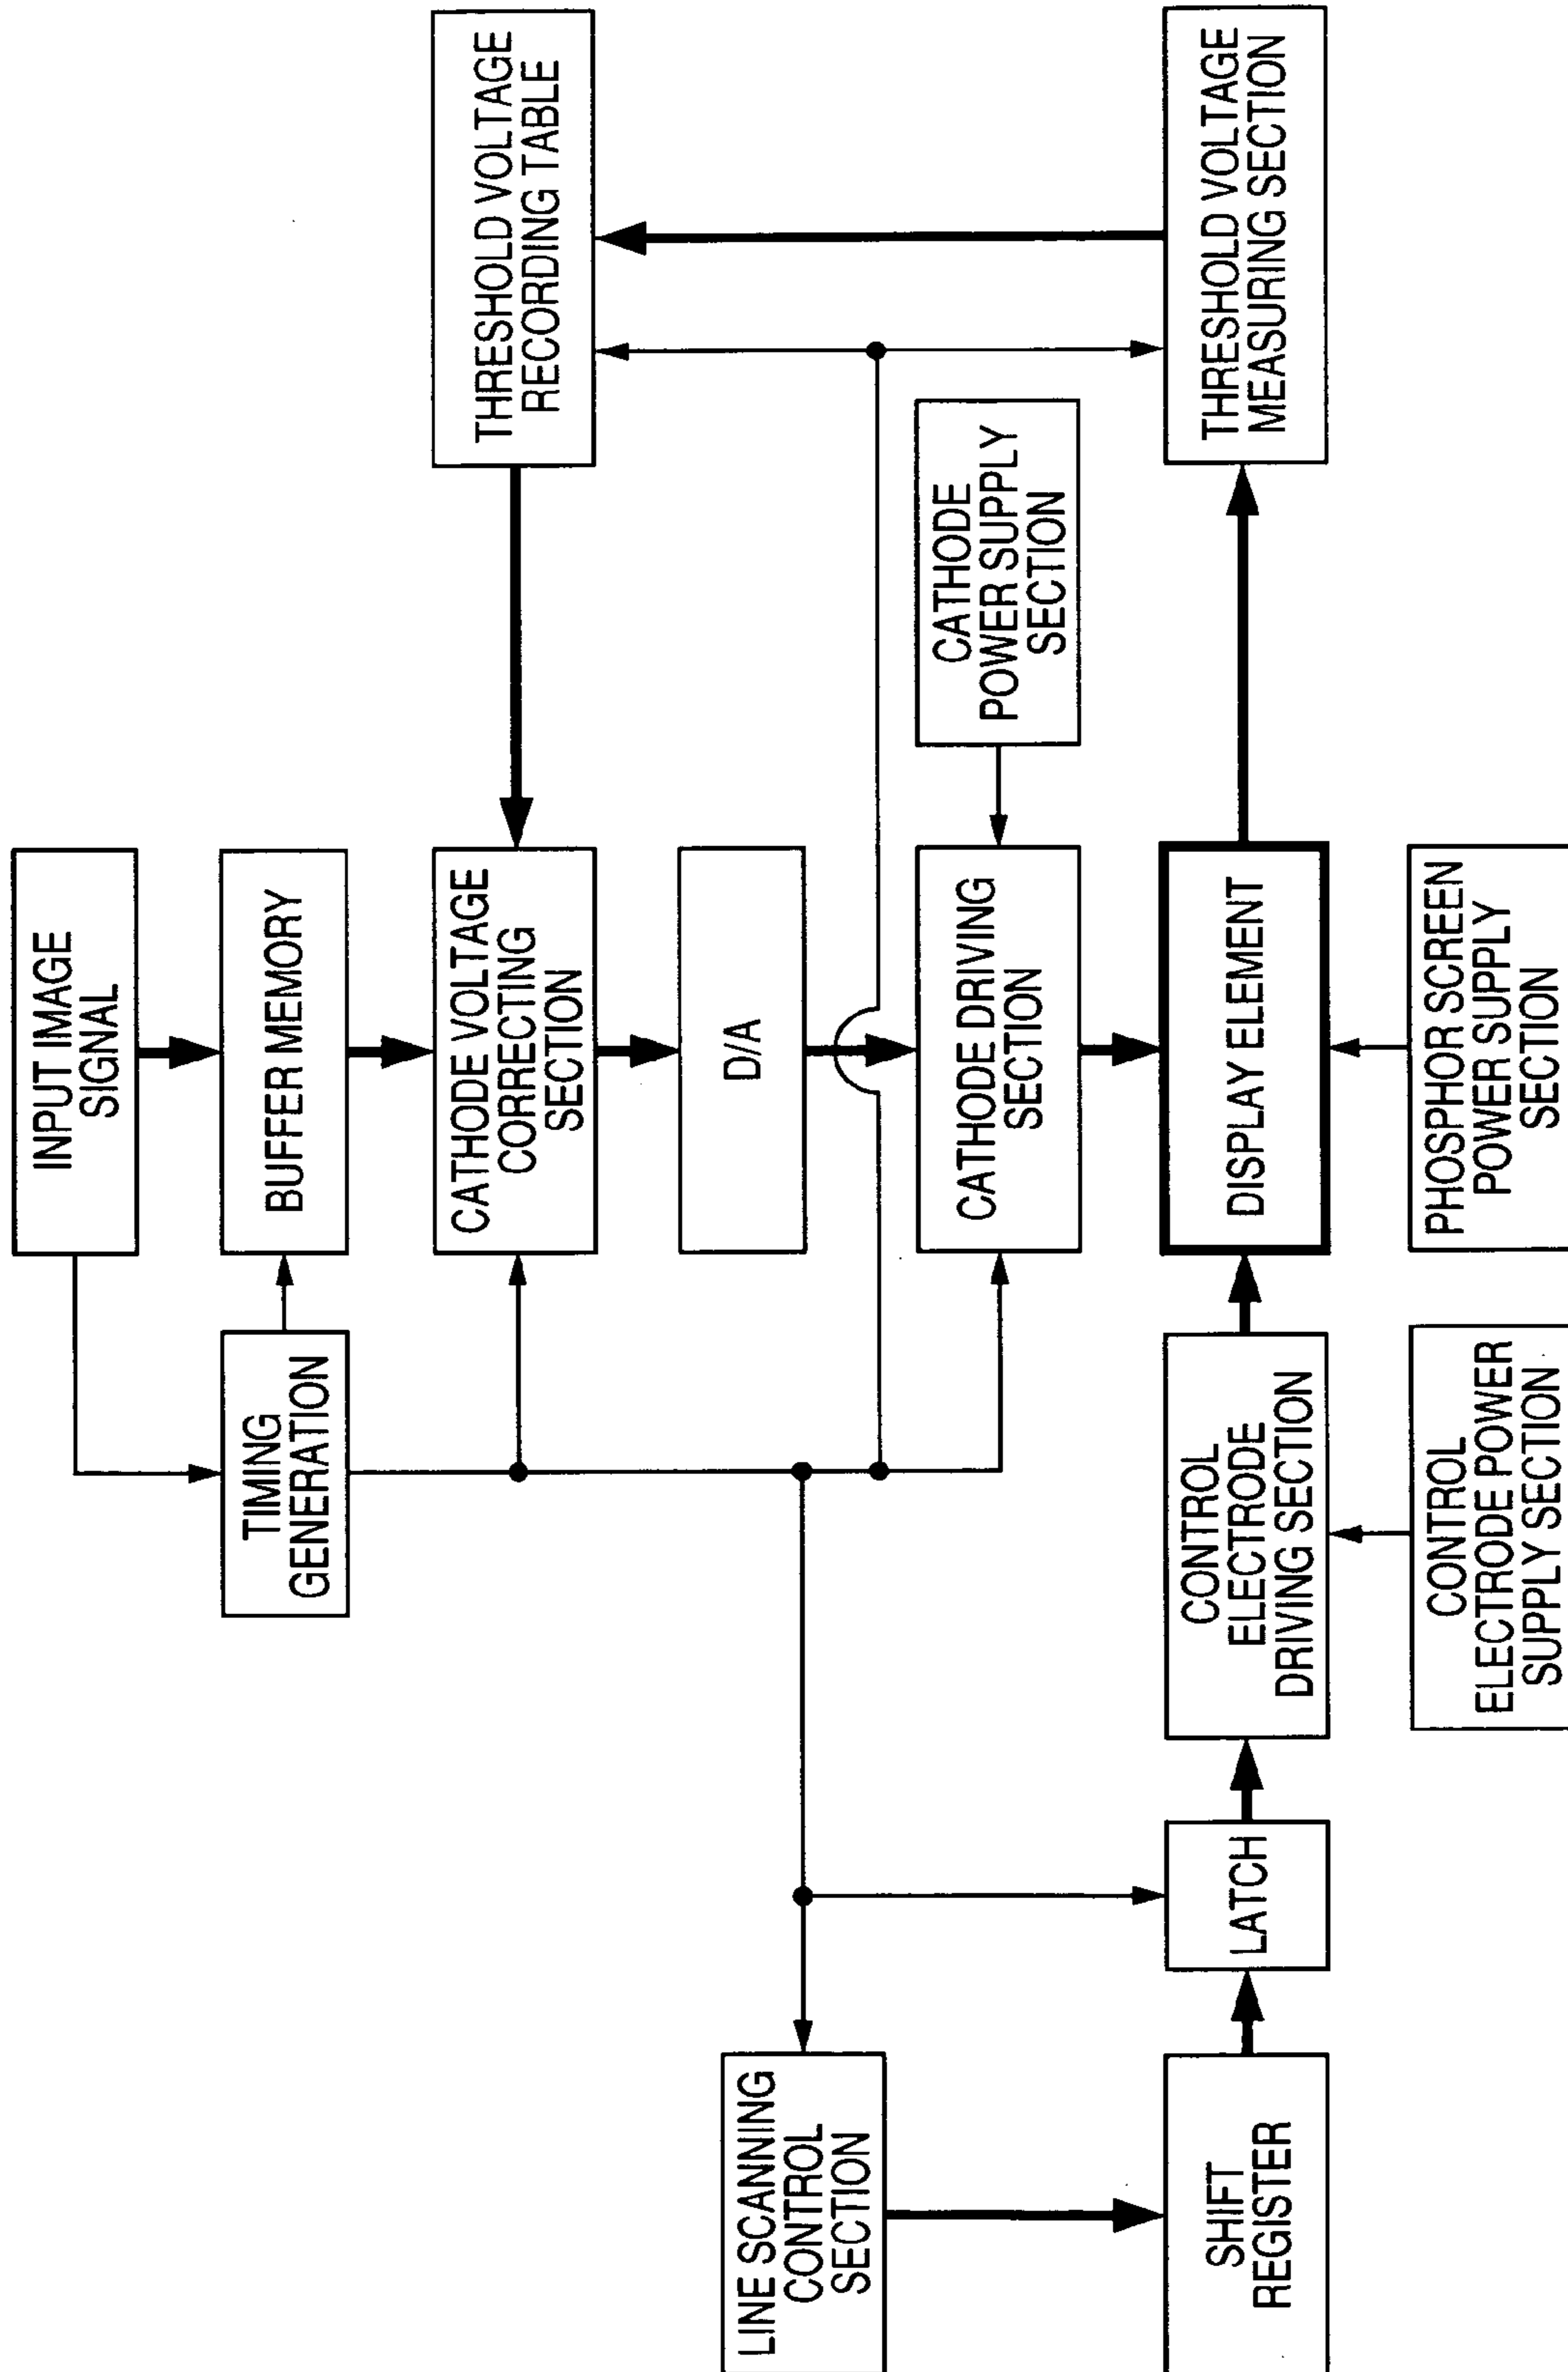 INPUT IMAGE
SIGNAL
BUFFER MEMORY
TIMING
GENERATION
THRESHOLD VOLTAGE
RECORDING TABLE
CATHODE VOLTAGE
CORRECTING
SECTION
D/A
LINE SCANNING
CONTROL
SECTION
CATHODE DRIVING
SECTION
CATHODE
POWER SUPPLY
SECTION
SHIFT
REGISTER
LATCH
CONTROL
ELECTRODE
DRIVING SECTION
DISPLAY ELEMENT
THRESHOLD VOLTAGE
MEASURING SECTION
CONTROL
ELECTRODE POWER
SUPPLY SECTION
PHOSPHOR SCREEN
POWER SUPPLY
SECTION